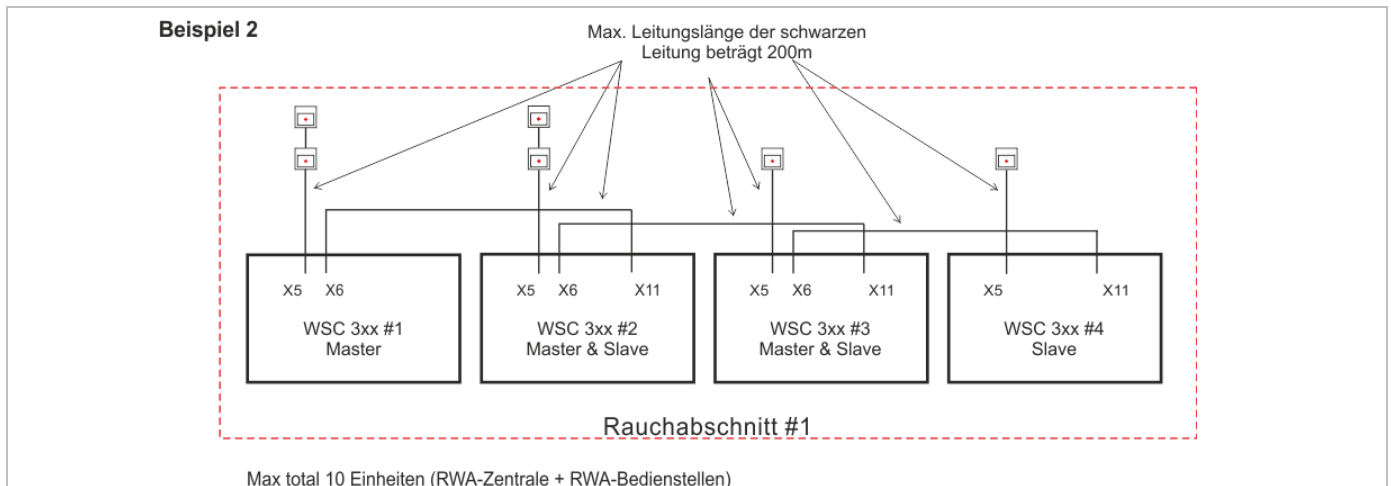 Beispiel 2
Max. Leitungslänge der schwarzen
Leitung beträgt 200m
X5 X6
WSC 3xx #1
Master
X5 X6 X11
WSC 3xx #2
Master & Slave
X5 X6 X11
WSC 3xx #3
Master & Slave
X5 X11
WSC 3xx #4
Slave
Rauchabschnitt #1
Max total 10 Einheiten (RWA-Zentrale + RWA-Bedienstellen)